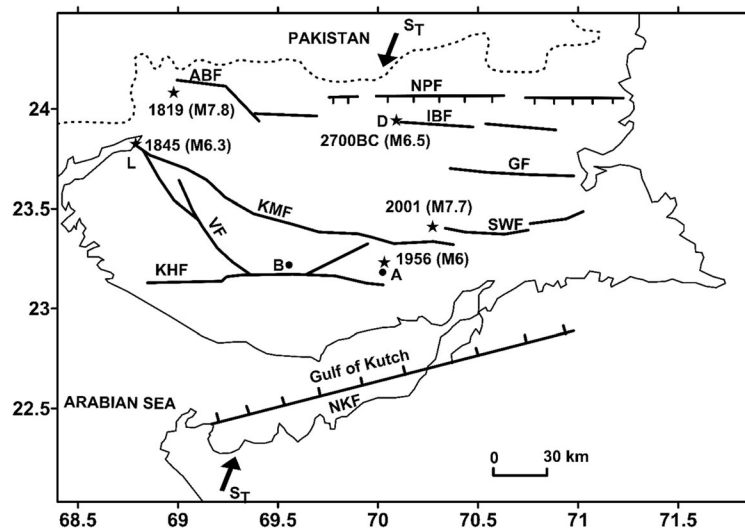 S_T
PAKISTAN
ABF
NPF
24
1819 (M7.8)
D
IBF
2700BC (M6.5)
1845 (M6.3)
L
GF
23.5
KMF
2001 (M7.7)
VF
SWF
B
1956 (M6)
KHF
A
23
Gulf of Kutch
ARABIAN SEA
NKF
22.5
0 30 km
S_T
68.5 69 69.5 70 70.5 71 71.5